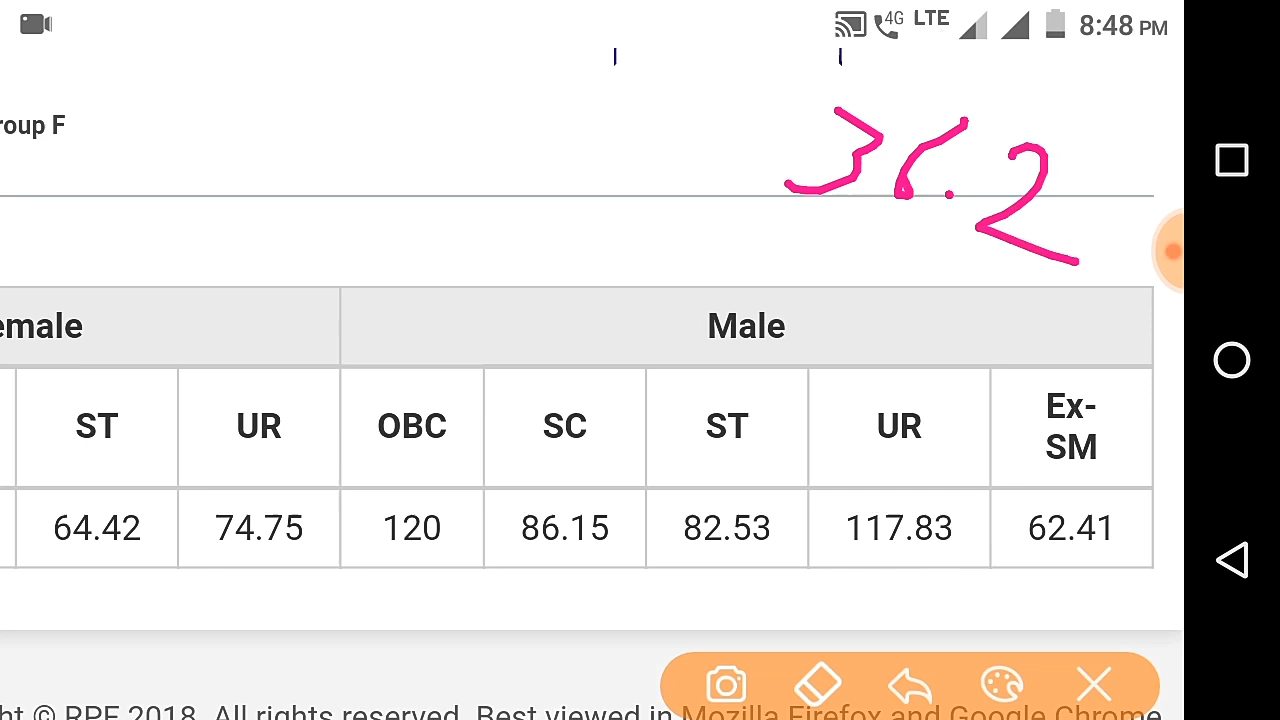 4G LTE 8:48 PM
roup F
36.2
emale Male
ST UR OBC SC ST UR Ex-SM
64.42 74.75 120 86.15 82.53 117.83 62.41
ht © RPF 2018. All rights reserved. Best viewed in Mozilla Firefox and Google Chrome